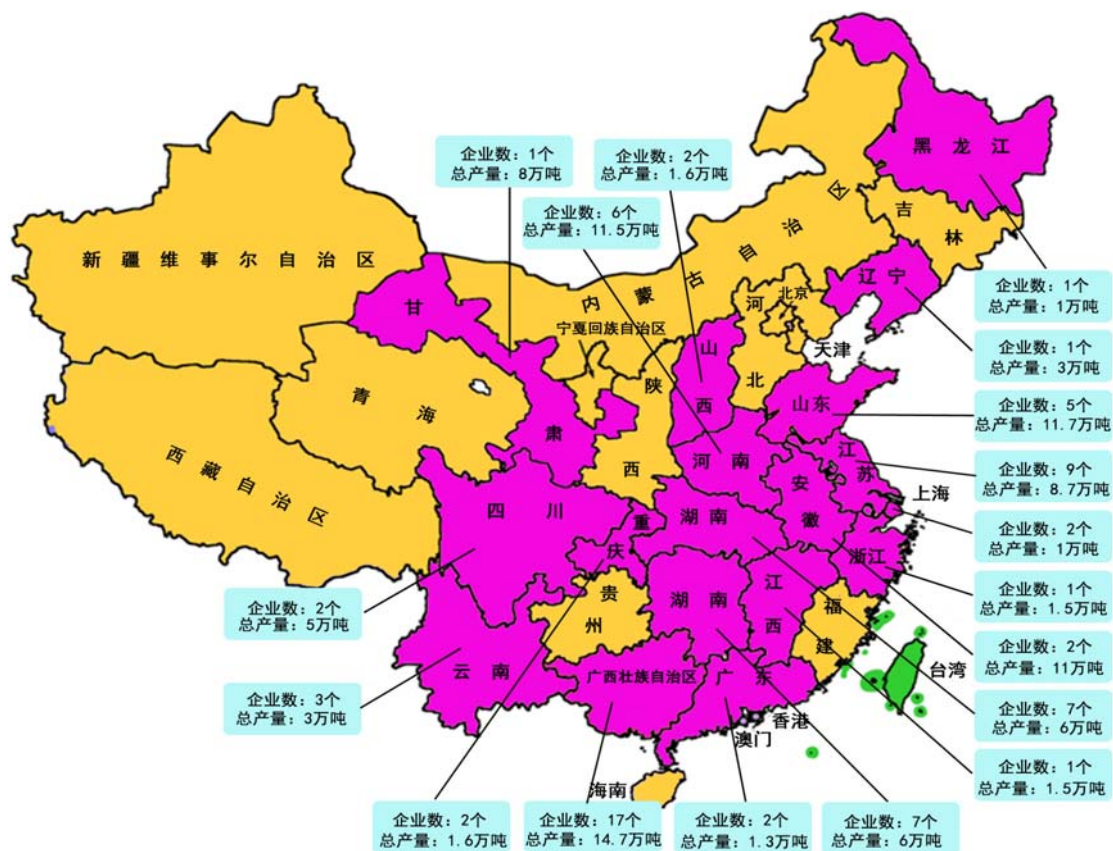 企业数：1个
总产量：8万吨
企业数：2个
总产量：1.6万吨
企业数：6个
总产量：11.5万吨
黑龙江
吉林
辽宁
内蒙古自治区
新疆维吾尔自治区
甘肃
宁夏回族自治区
河北
北京
天津
山西
陕西
青海
西藏自治区
山东
河南
江苏
安徽
上海
四川
重庆
湖南
浙江
贵州
湖南
江西
福建
云南
广西壮族自治区
广东
台湾
香港
澳门
海南
企业数：1个
总产量：1万吨
企业数：1个
总产量：3万吨
企业数：5个
总产量：11.7万吨
企业数：9个
总产量：8.7万吨
企业数：2个
总产量：1万吨
企业数：1个
总产量：1.5万吨
企业数：2个
总产量：11万吨
企业数：7个
总产量：6万吨
企业数：1个
总产量：1.5万吨
企业数：2个
总产量：5万吨
企业数：3个
总产量：3万吨
企业数：2个
总产量：1.6万吨
企业数：17个
总产量：14.7万吨
企业数：2个
总产量：1.3万吨
企业数：7个
总产量：6万吨